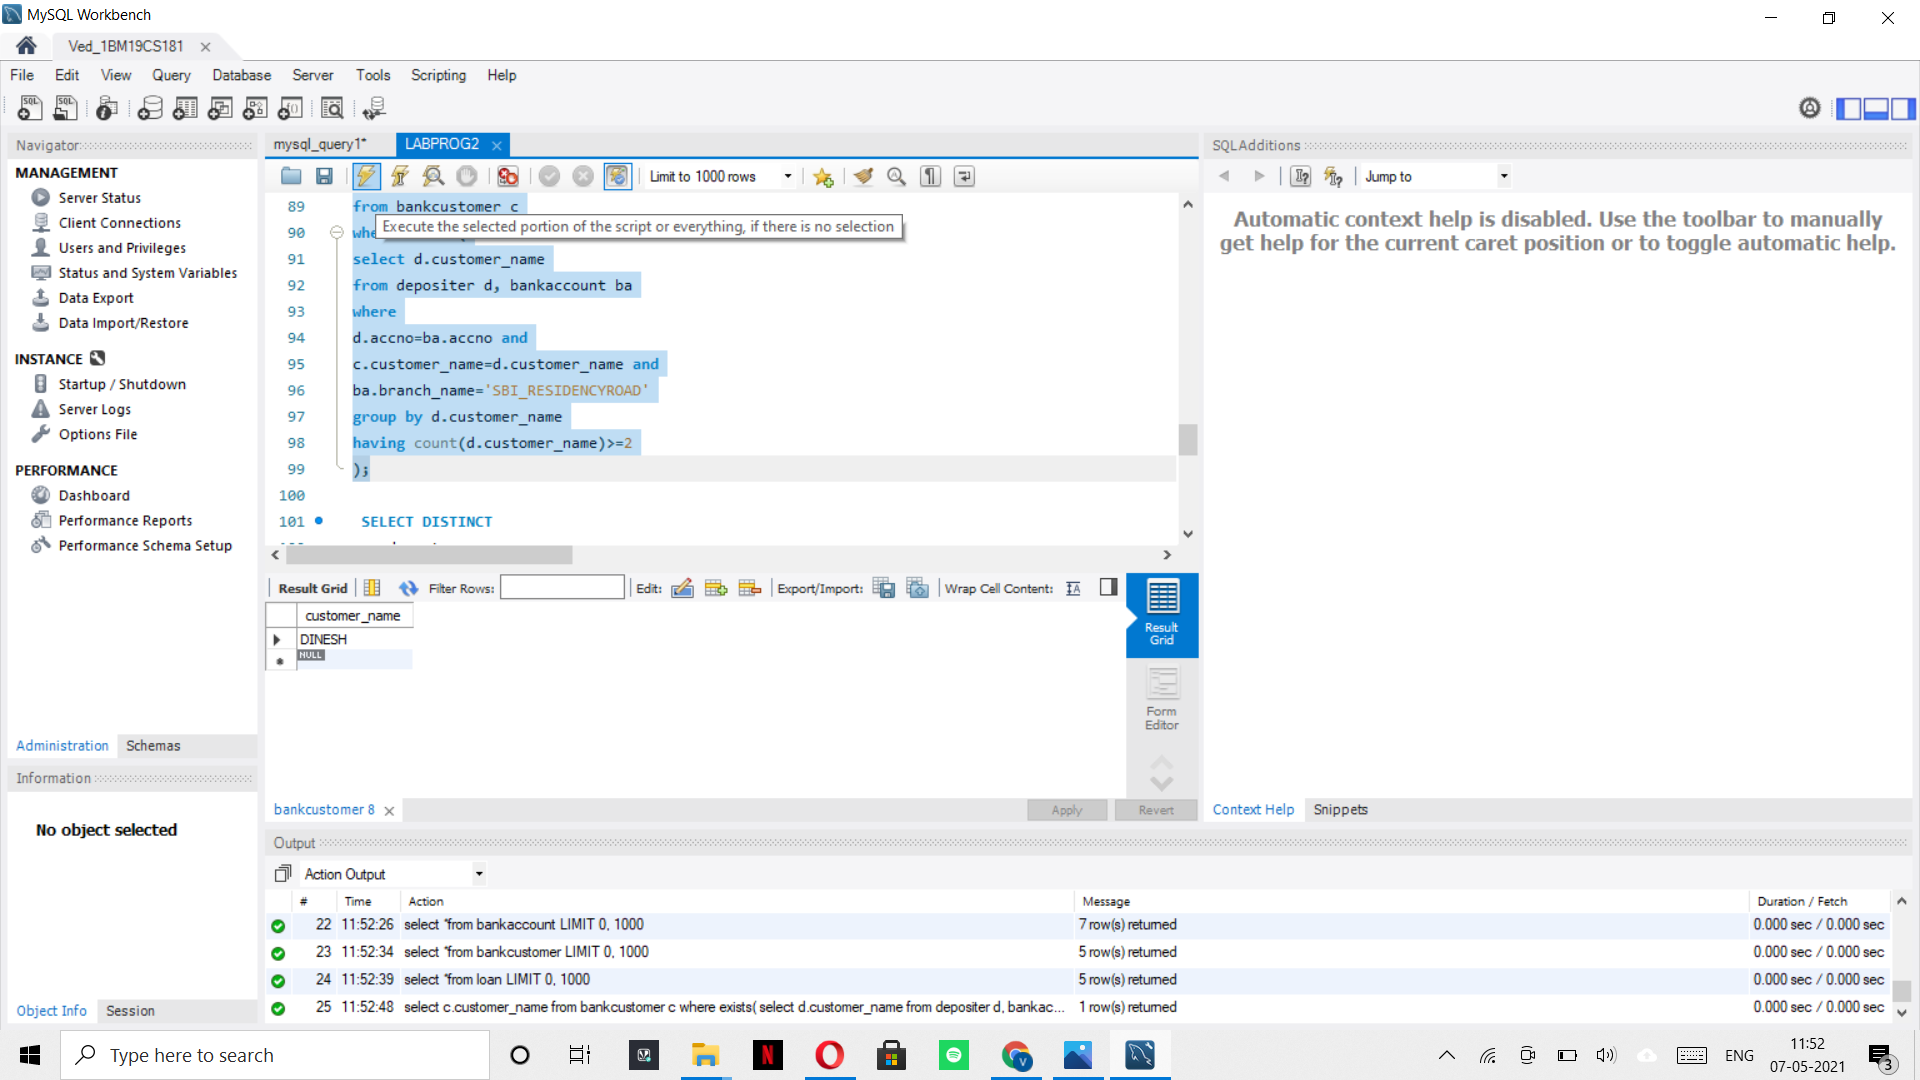 MySQL Workbench
Ved_1BM19CS181
File Edit View Query Database Server Tools Scripting Help
Navigator
MANAGEMENT
Server Status
Client Connections
Users and Privileges
Status and System Variables
Data Export
Data Import/Restore
INSTANCE
Startup / Shutdown
Server Logs
Options File
PERFORMANCE
Dashboard
Performance Reports
Performance Schema Setup
Administration Schemas
Information
No object selected
Object Info Session
mysql_query1* LABPROG2
Limit to 1000 rows
89 from bankcustomer c
Execute the selected portion of the script or everything, if there is no selection
90
91 select d.customer_name
92 from depositer d, bankaccount ba
93 where
94 d.accno=ba.accno and
95 c.customer_name=d.customer_name and
96 ba.branch_name='SBI_RESIDENCYROAD'
97 group by d.customer_name
98 having count(d.customer_name)>=2
99 );
100
101 SELECT DISTINCT
Result Grid Filter Rows: Edit: Export/Import: Wrap Cell Content:
customer_name
DINESH
NULL
Result
Grid
Form
Editor
bankcustomer 8 Apply Revert
SQLAdditions
Jump to
Automatic context help is disabled. Use the toolbar to manually
get help for the current caret position or to toggle automatic help.
Context Help Snippets
Output
Action Output
# Time Action Message Duration / Fetch
22 11:52:26 select *from bankaccount LIMIT 0, 1000 7 row(s) returned 0.000 sec / 0.000 sec
23 11:52:34 select *from bankcustomer LIMIT 0, 1000 5 row(s) returned 0.000 sec / 0.000 sec
24 11:52:39 select *from loan LIMIT 0, 1000 5 row(s) returned 0.000 sec / 0.000 sec
25 11:52:48 select c.customer_name from bankcustomer c where exists( select d.customer_name from depositer d, bankac... 1 row(s) returned 0.000 sec / 0.000 sec
Type here to search
ENG
11:52
07-05-2021
3